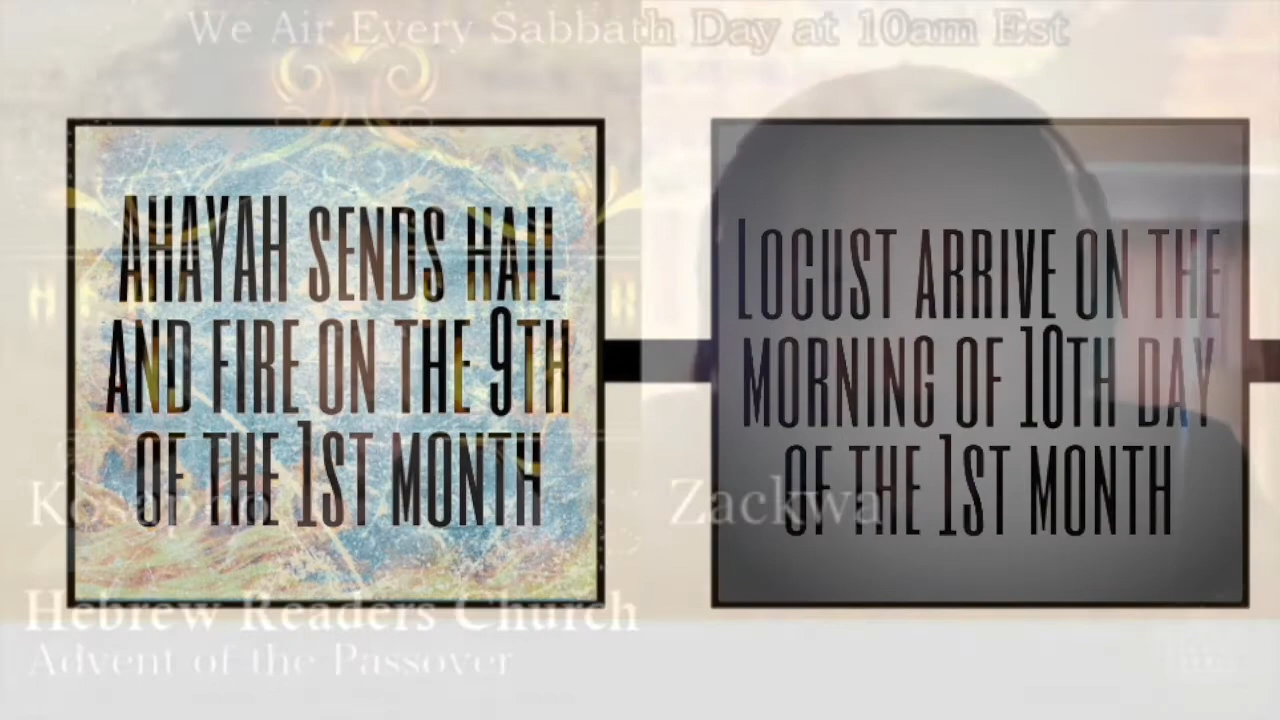 We Air Every Sabbath Day at 10am Est
AHAYAH SENDS HAIL
AND FIRE ON THE 9TH
OF THE 1ST MONTH
LOCUST ARRIVE ON THE
MORNING OF 10TH DAY
OF THE 1ST MONTH
Zackwa
Hebrew Readers Church
Advent of the Passover